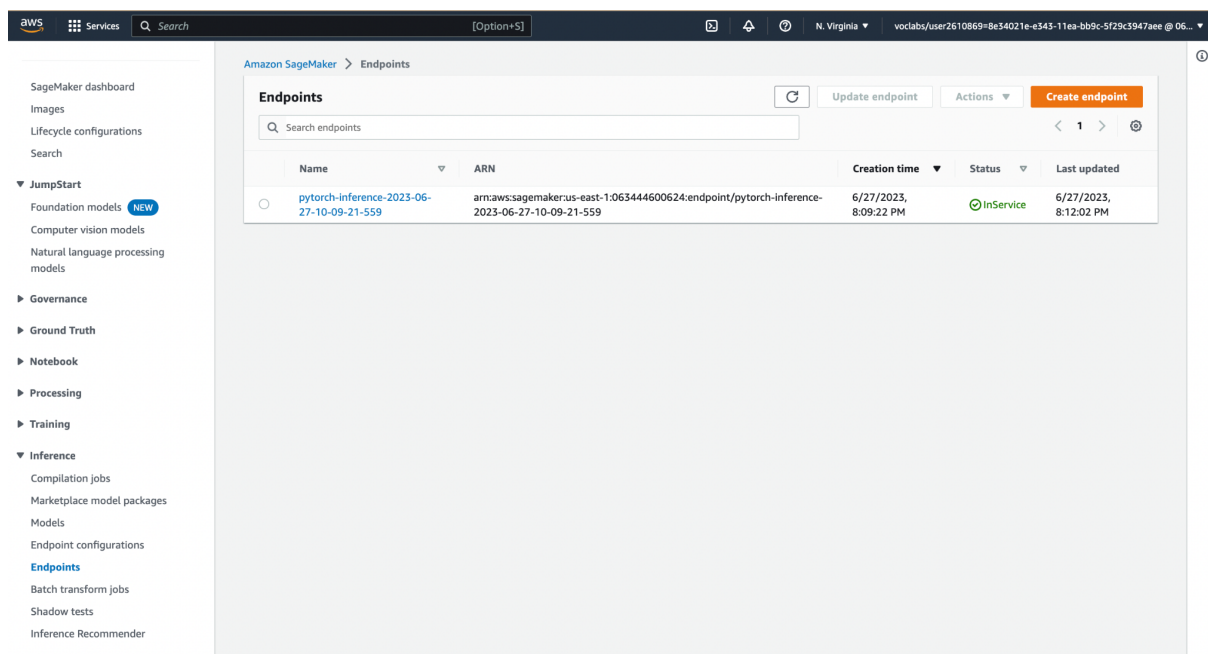 aws
Services
Search
[Option+S]
N. Virginia
voclabs/user2610869=8e34021e-e343-11ea-bb9c-5f29c3947aee @ 06...
SageMaker dashboard
Images
Lifecycle configurations
Search
JumpStart
Foundation models NEW
Computer vision models
Natural language processing
models
Governance
Ground Truth
Notebook
Processing
Training
Inference
Compilation jobs
Marketplace model packages
Models
Endpoint configurations
Endpoints
Batch transform jobs
Shadow tests
Inference Recommender
Amazon SageMaker > Endpoints
Endpoints
Update endpoint
Actions
Create endpoint
Search endpoints
1
Name
ARN
Creation time
Status
Last updated
pytorch-inference-2023-06-
27-10-09-21-559
arn:aws:sagemaker:us-east-1:063444600624:endpoint/pytorch-inference-
2023-06-27-10-09-21-559
6/27/2023,
8:09:22 PM
InService
6/27/2023,
8:12:02 PM